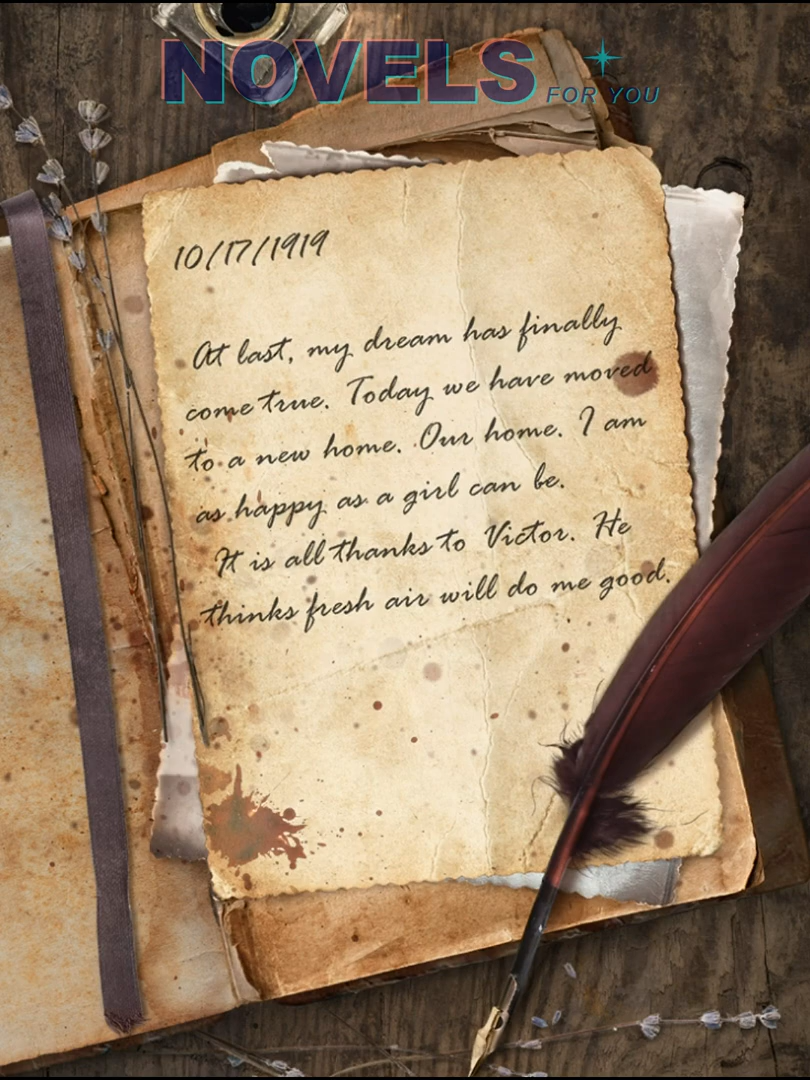 NOVELS
FOR YOU
10/17/1919
At last, my dream has finally
come true. Today we have moved
to a new home. Our home. I am
as happy as a girl can be.
It is all thanks to Victor. He
thinks fresh air will do me good.